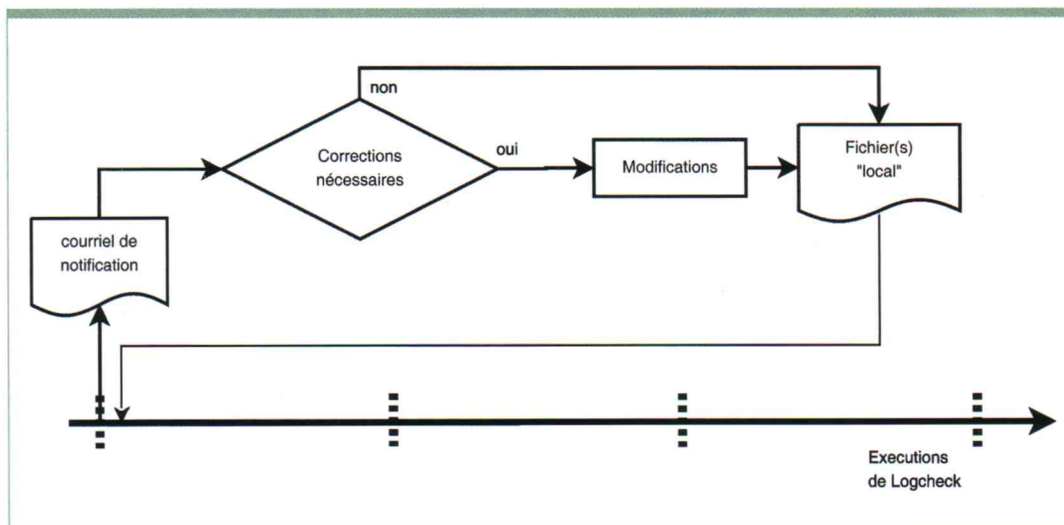 non
Corrections
nécessaires
oui
Modifications
Fichier(s)
"local"
courriel de
notification
Executions
de Logcheck